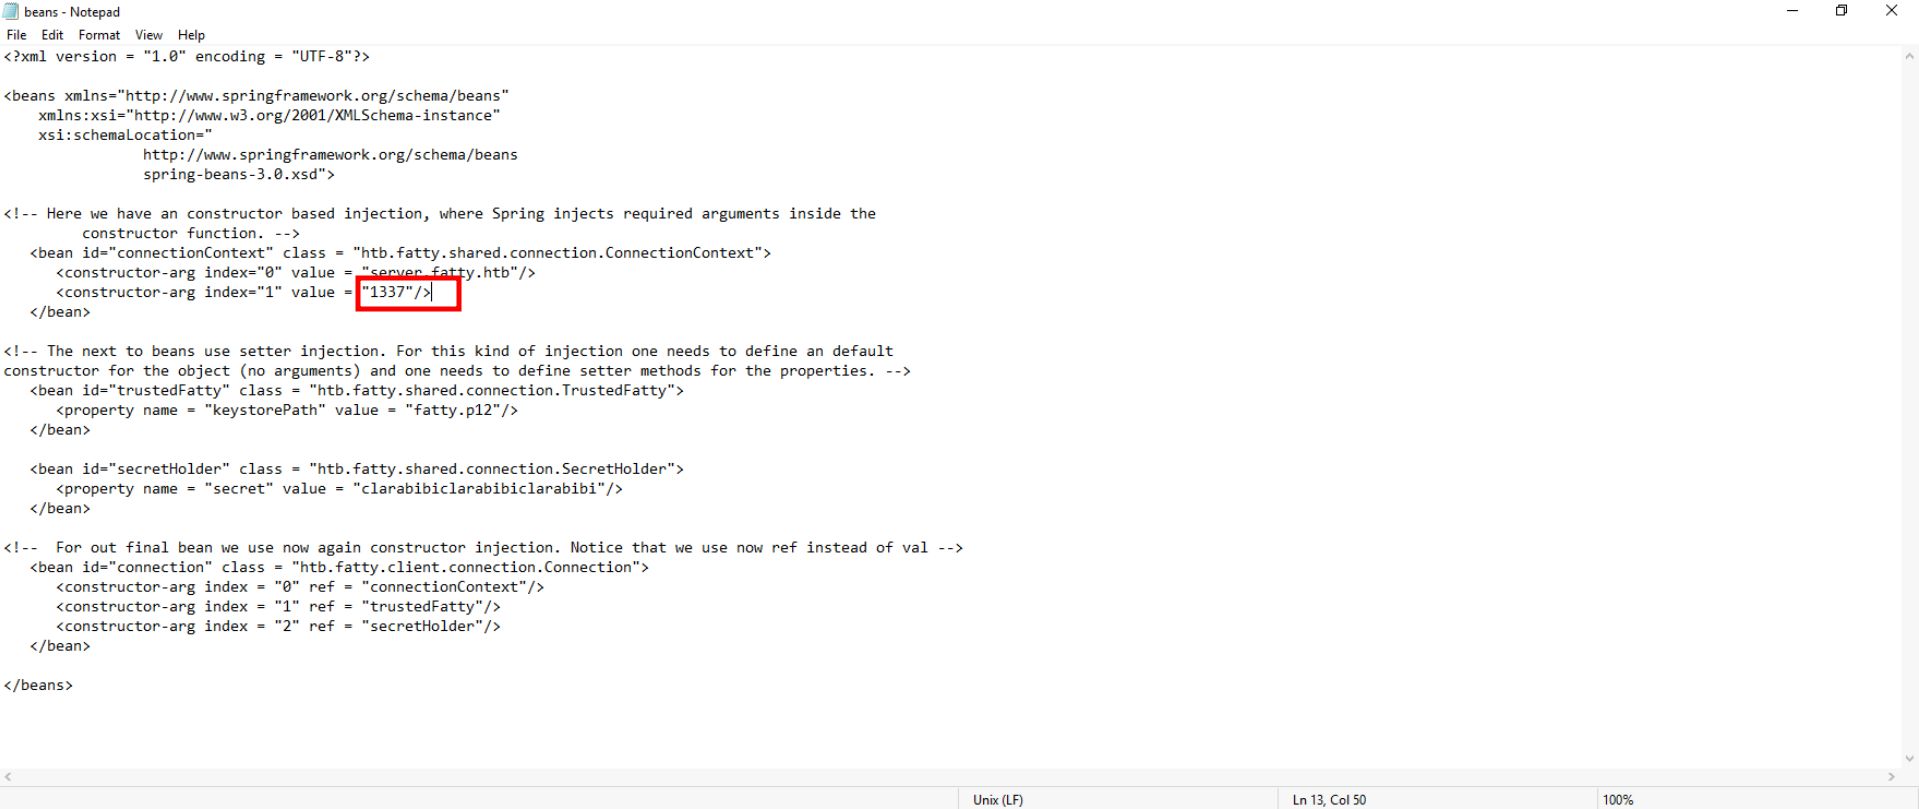 beans - Notepad
File Edit Format View Help
<?xml version = "1.0" encoding = "UTF-8"?>
<beans xmlns="http://www.springframework.org/schema/beans"
xmlns:xsi="http://www.w3.org/2001/XMLSchema-instance"
xsi:schemaLocation="
http://www.springframework.org/schema/beans
spring-beans-3.0.xsd">
<!-- Here we have an constructor based injection, where Spring injects required arguments inside the
constructor function. -->
<bean id="connectionContext" class = "htb.fatty.shared.connection.ConnectionContext">
<constructor-arg index="0" value = "server.fatty.htb"/>
<constructor-arg index="1" value = "1337"/>
</bean>
<!-- The next to beans use setter injection. For this kind of injection one needs to define an default
constructor for the object (no arguments) and one needs to define setter methods for the properties. -->
<bean id="trustedFatty" class = "htb.fatty.shared.connection.TrustedFatty">
<property name = "keystorePath" value = "fatty.p12"/>
</bean>
<bean id="secretHolder" class = "htb.fatty.shared.connection.SecretHolder">
<property name = "secret" value = "clarabibiclarabibiclarabibi"/>
</bean>
<!--  For out final bean we use now again constructor injection. Notice that we use now ref instead of val -->
<bean id="connection" class = "htb.fatty.client.connection.Connection">
<constructor-arg index = "0" ref = "connectionContext"/>
<constructor-arg index = "1" ref = "trustedFatty"/>
<constructor-arg index = "2" ref = "secretHolder"/>
</bean>
</beans>
Unix (LF) Ln 13, Col 50 100%